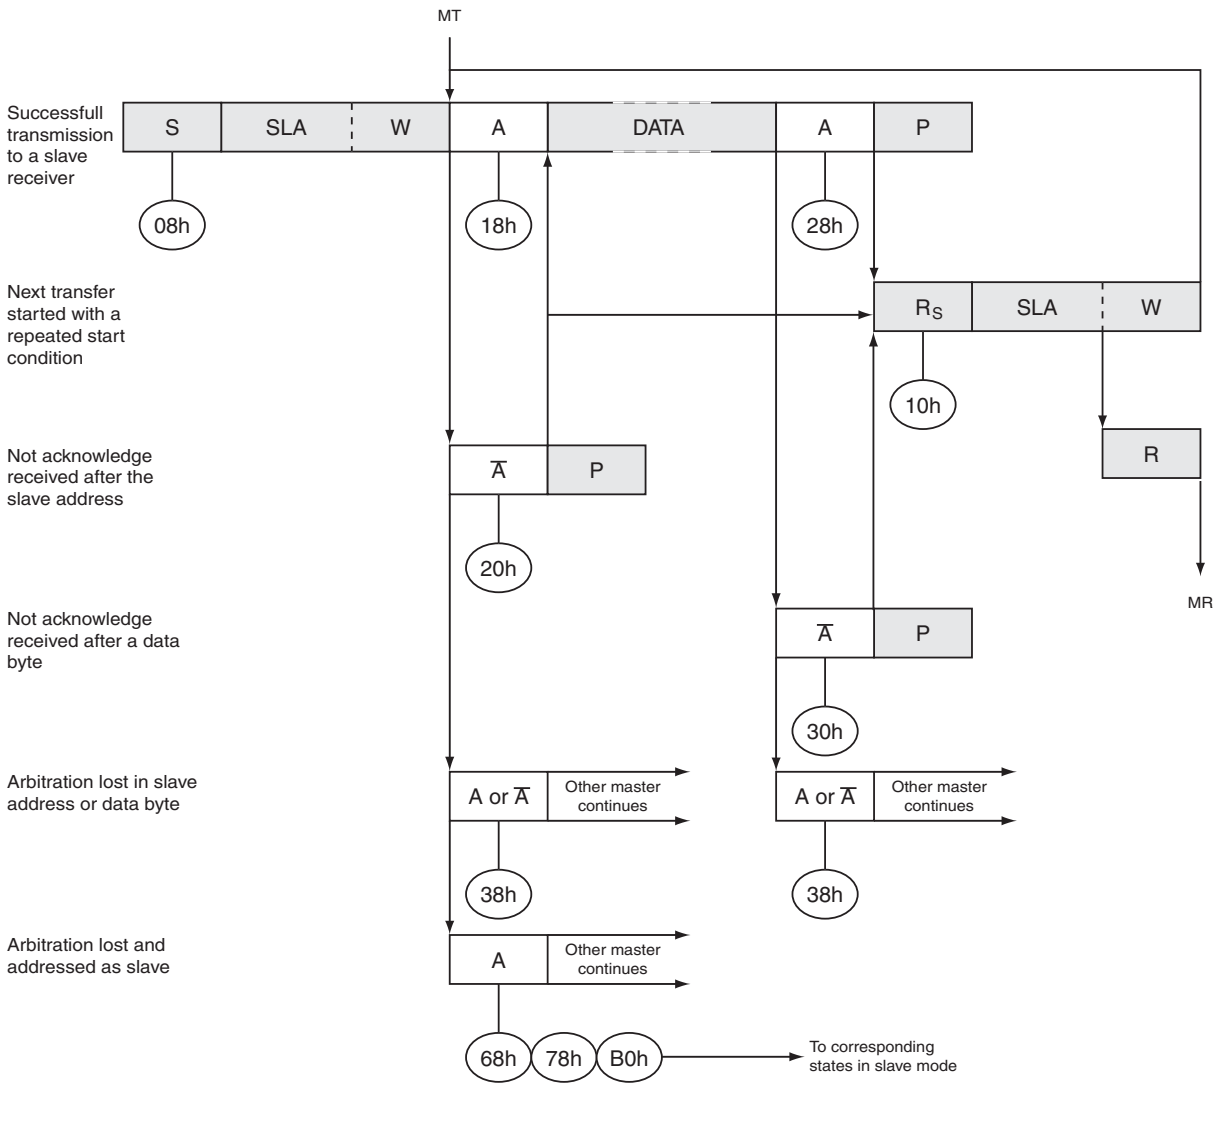 MT
Successfull
transmission
to a slave
receiver
S SLA W A DATA A P
08h 18h 28h
Next transfer
started with a
repeated start
condition
RS SLA W
10h
Not acknowledge
received after the
slave address
A̅ P
R
20h
MR
Not acknowledge
received after a data
byte
A̅ P
30h
Arbitration lost in slave
address or data byte
A or A̅
Other master
continues
A or A̅
Other master
continues
38h 38h
Arbitration lost and
addressed as slave
A
Other master
continues
68h 78h B0h
To corresponding
states in slave mode